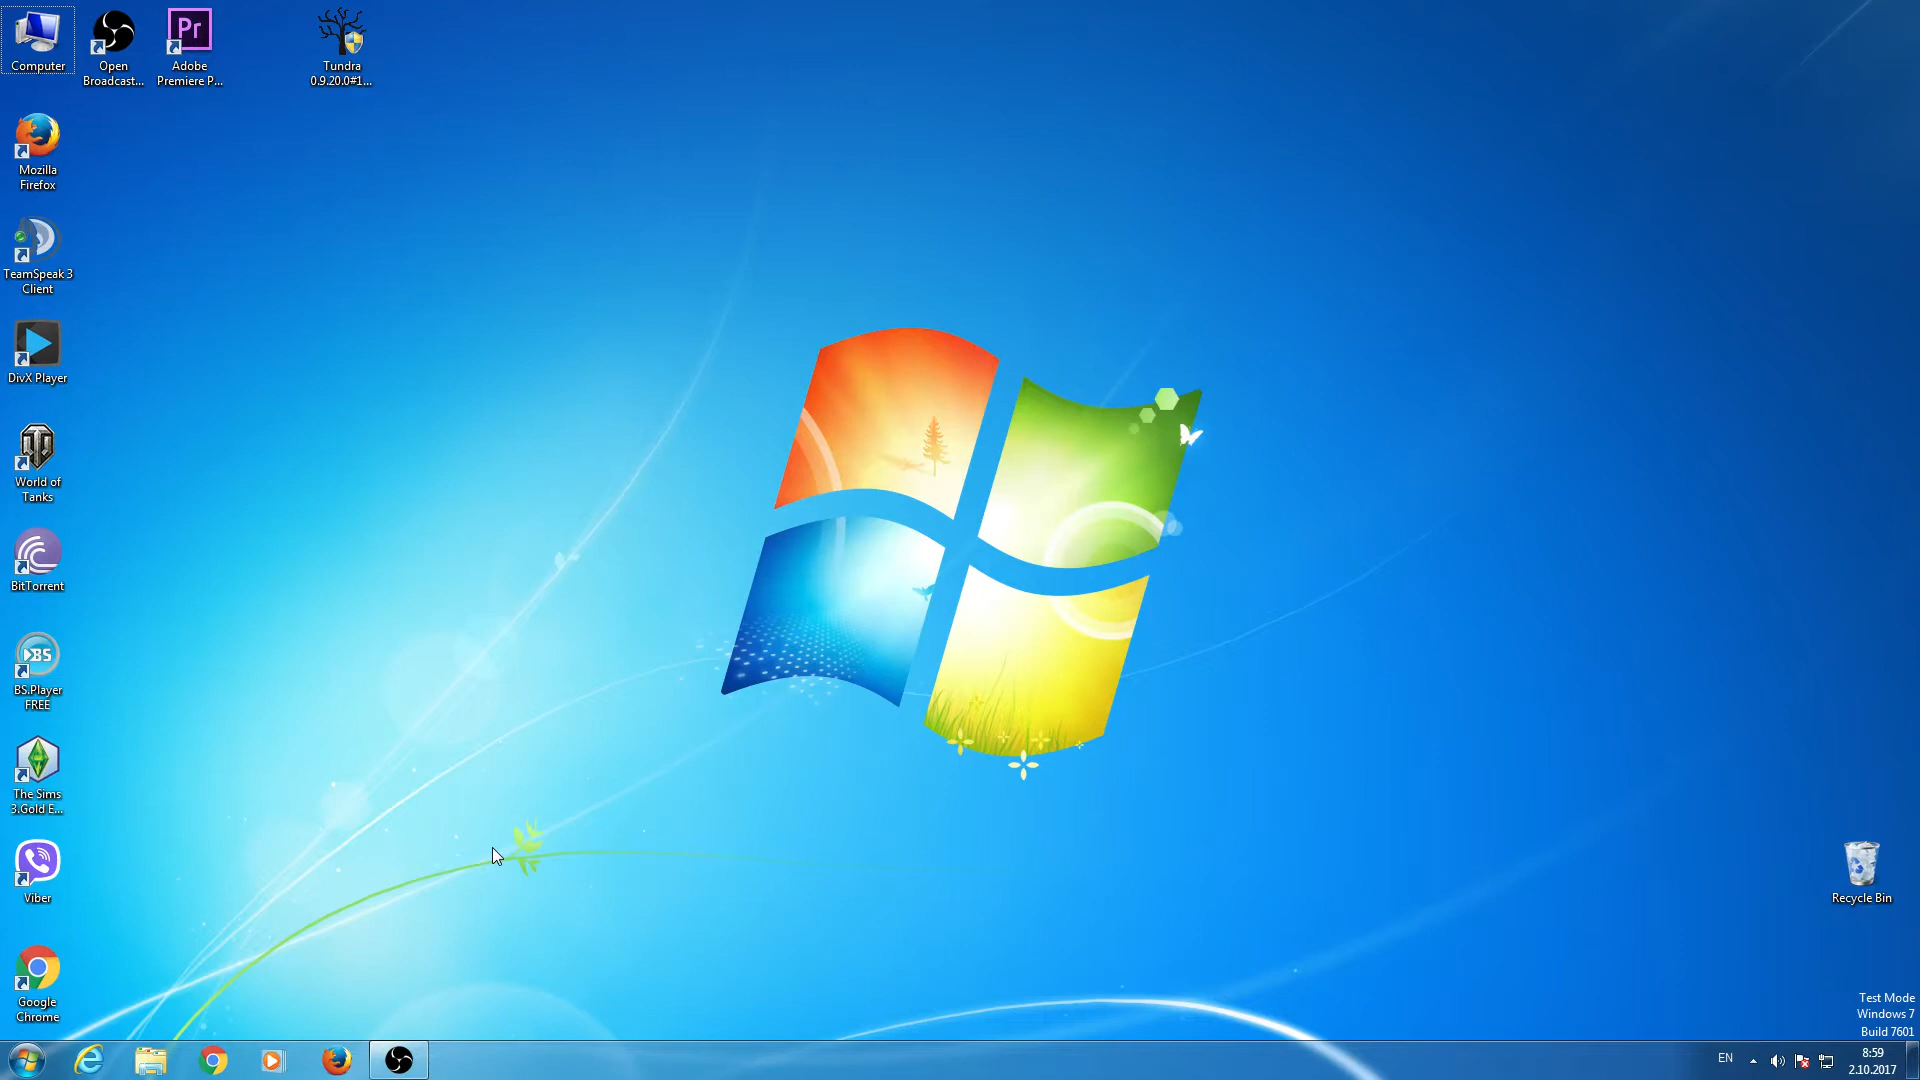 Computer
Open
Broadcast...
Pr
Adobe
Premiere P...
Tundra
0.9.20.0#1...
Mozilla
Firefox
TeamSpeak 3
Client
DivX Player
World of
Tanks
BitTorrent
BS
BS.Player
FREE
The Sims
3.Gold E...
Viber
Google
Chrome
Recycle Bin
Test Mode
Windows 7
Build 7601
EN
8:59
2.10.2017